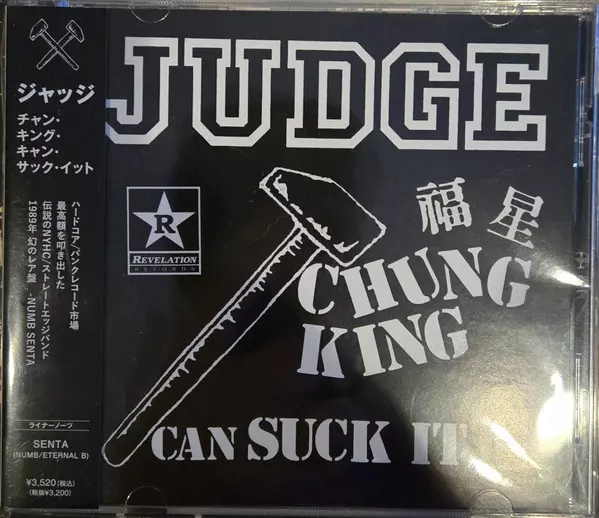 ジャッジ
チャン・
キング・
キャン・
サック・イット
ハードコア/パンクレコード市場
最高額を叩き出した
伝説のNYHC/ストレートエッジバンド
1989年 幻のレア盤 -NUMB SENTA
ライナーノーツ
SENTA
(NUMB/ETERNAL B)
¥3,520(税込)
(税抜¥3,200)
JUDGE
R
REVELATION
RECORDS
福星
CHUNG
KING
CAN SUCK IT